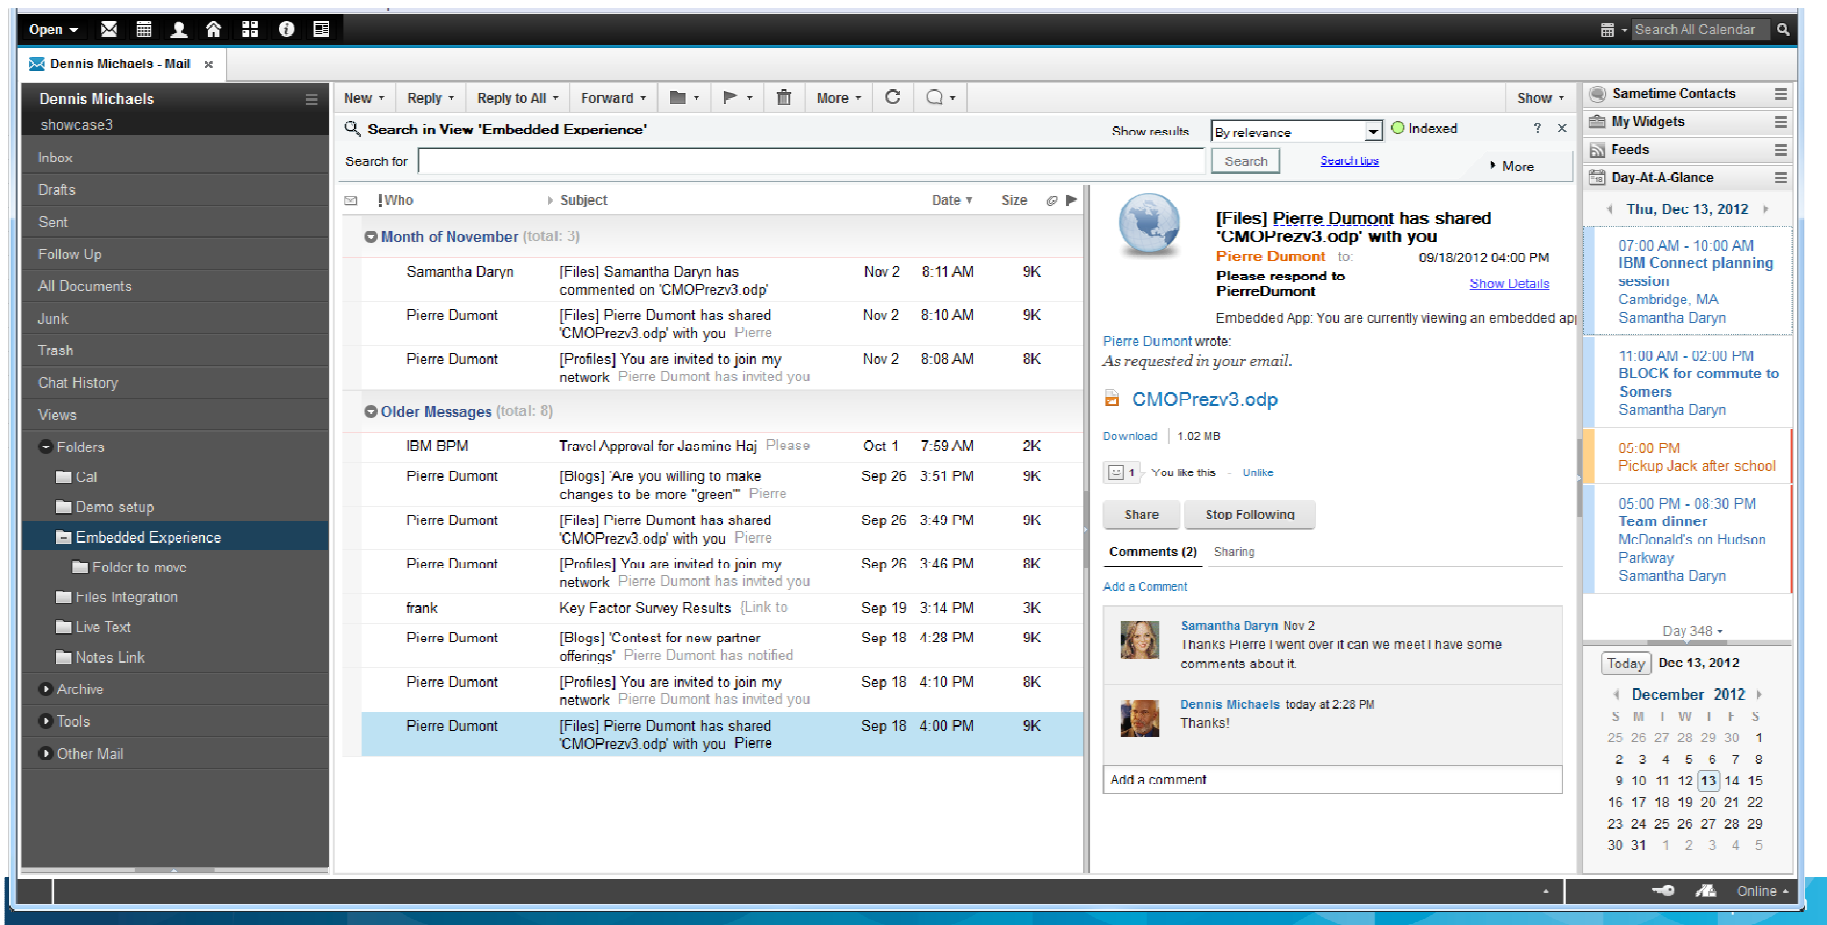 Open
Search All Calendar
Dennis Michaels - Mail
Dennis Michaels
showcase3
Inbox
Drafts
Sent
Follow Up
All Documents
Junk
Trash
Chat History
Views
Folders
Cal
Demo setup
Embedded Experience
Folder to move
Files Integration
Live Text
Notes Link
Archive
Tools
Other Mail
New Reply Reply to All Forward More Show
Search in View 'Embedded Experience'
Show results By relevance Indexed ? X
Search for Search Search tips More
! Who Subject Date Size
Month of November (total: 3)
Samantha Daryn [Files] Samantha Daryn has Nov 2 8:11 AM 9K
commented on 'CMOPrezv3.odp'
Pierre Dumont [Files] Pierre Dumont has shared Nov 2 8:10 AM 9K
'CMOPrezv3.odp' with you Pierre
Pierre Dumont [Profiles] You are invited to join my Nov 2 8:08 AM 8K
network Pierre Dumont has invited you
Older Messages (total: 8)
IBM BPM Travel Approval for Jasmine Haj Please Oct 1 7:59 AM 2K
Pierre Dumont [Blogs] 'Are you willing to make Sep 26 3:51 PM 9K
changes to be more "green"' Pierre
Pierre Dumont [Files] Pierre Dumont has shared Sep 26 3:49 PM 9K
'CMOPrezv3.odp' with you Pierre
Pierre Dumont [Profiles] You are invited to join my Sep 26 3:46 PM 8K
network Pierre Dumont has invited you
frank Key Factor Survey Results {Link to Sep 19 3:14 PM 3K
Pierre Dumont [Blogs] 'Contest for new partner Sep 18 4:28 PM 9K
offerings' Pierre Dumont has notified
Pierre Dumont [Profiles] You are invited to join my Sep 18 4:10 PM 8K
network Pierre Dumont has invited you
Pierre Dumont [Files] Pierre Dumont has shared Sep 18 4:00 PM 9K
'CMOPrezv3.odp' with you Pierre
[Files] Pierre Dumont has shared
'CMOPrezv3.odp' with you
Pierre Dumont to: 09/18/2012 04:00 PM
Please respond to
PierreDumont Show Details
Embedded App: You are currently viewing an embedded app
Pierre Dumont wrote:
As requested in your email.
CMOPrezv3.odp
Download | 1.02 MB
1 You like this - Unlike
Share Stop Following
Comments (2) Sharing
Add a Comment
Samantha Daryn Nov 2
Thanks Pierre I went over it can we meet I have some
comments about it.
Dennis Michaels today at 2:28 PM
Thanks!
Add a comment
Sametime Contacts
My Widgets
Feeds
Day-At-A-Glance
Thu, Dec 13, 2012
07:00 AM - 10:00 AM
IBM Connect planning
session
Cambridge, MA
Samantha Daryn
11:00 AM - 02:00 PM
BLOCK for commute to
Somers
Samantha Daryn
05:00 PM
Pickup Jack after school
05:00 PM - 08:30 PM
Team dinner
McDonald's on Hudson
Parkway
Samantha Daryn
Day 348
Today Dec 13, 2012
December 2012
S M T W T F S
25 26 27 28 29 30 1
2 3 4 5 6 7 8
9 10 11 12 13 14 15
16 17 18 19 20 21 22
23 24 25 26 27 28 29
30 31 1 2 3 4 5
Online